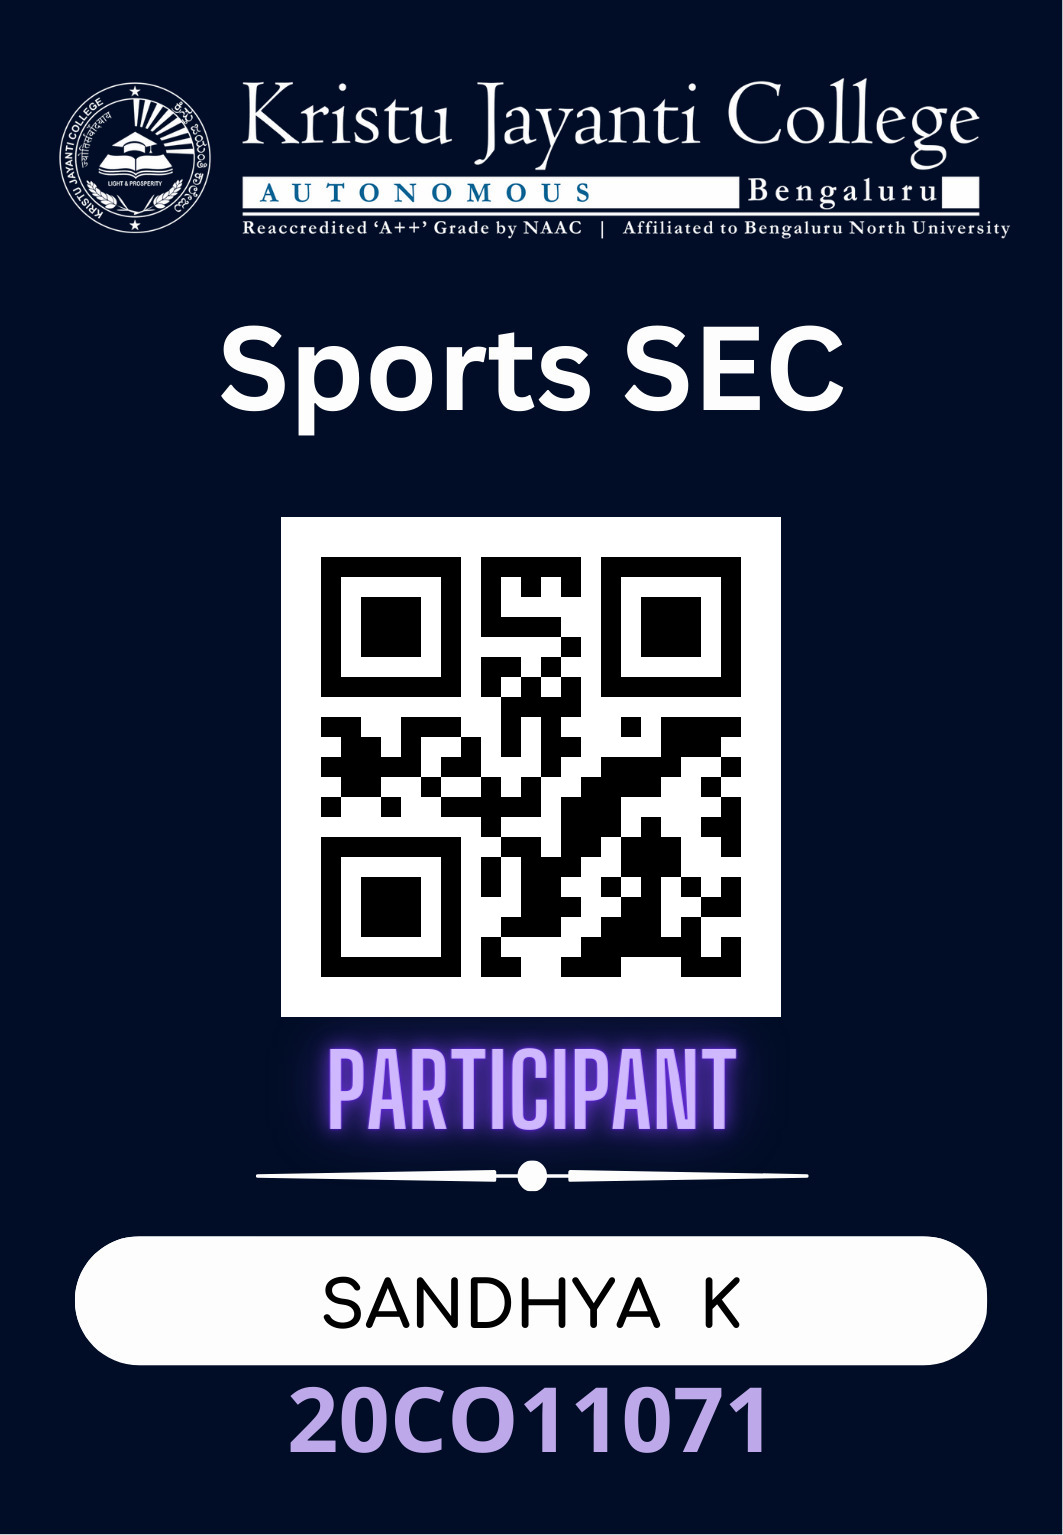 KRISTU JAYANTI COLLEGE
ज्योतिसंवादयाय
LIGHT & PROSPERITY
Kristu Jayanti College
AUTONOMOUS Bengaluru
Reaccredited ‘A++’ Grade by NAAC | Affiliated to Bengaluru North University
Sports SEC
PARTICIPANT
SANDHYA K
20CO11071